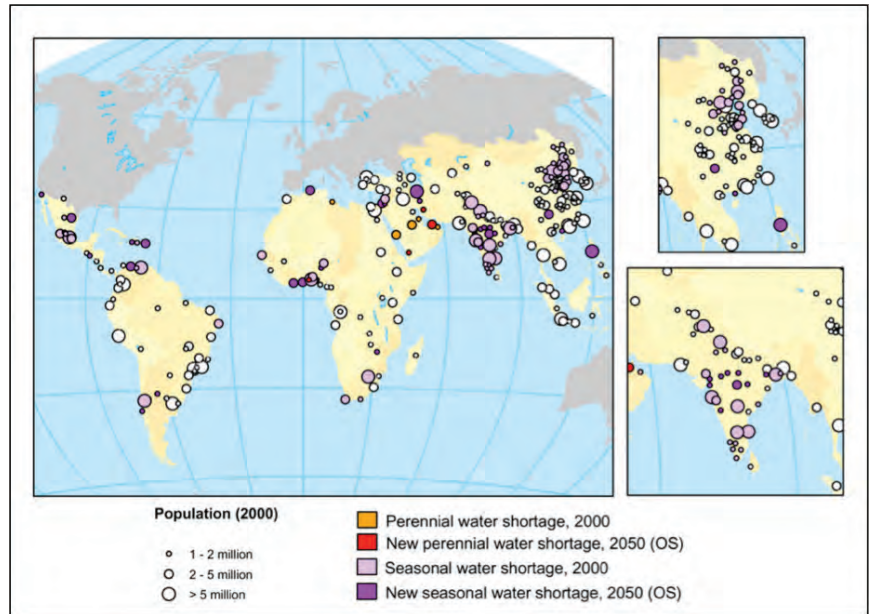 Population (2000)
1 - 2 million
2 - 5 million
> 5 million
Perennial water shortage, 2000
New perennial water shortage, 2050 (OS)
Seasonal water shortage, 2000
New seasonal water shortage, 2050 (OS)